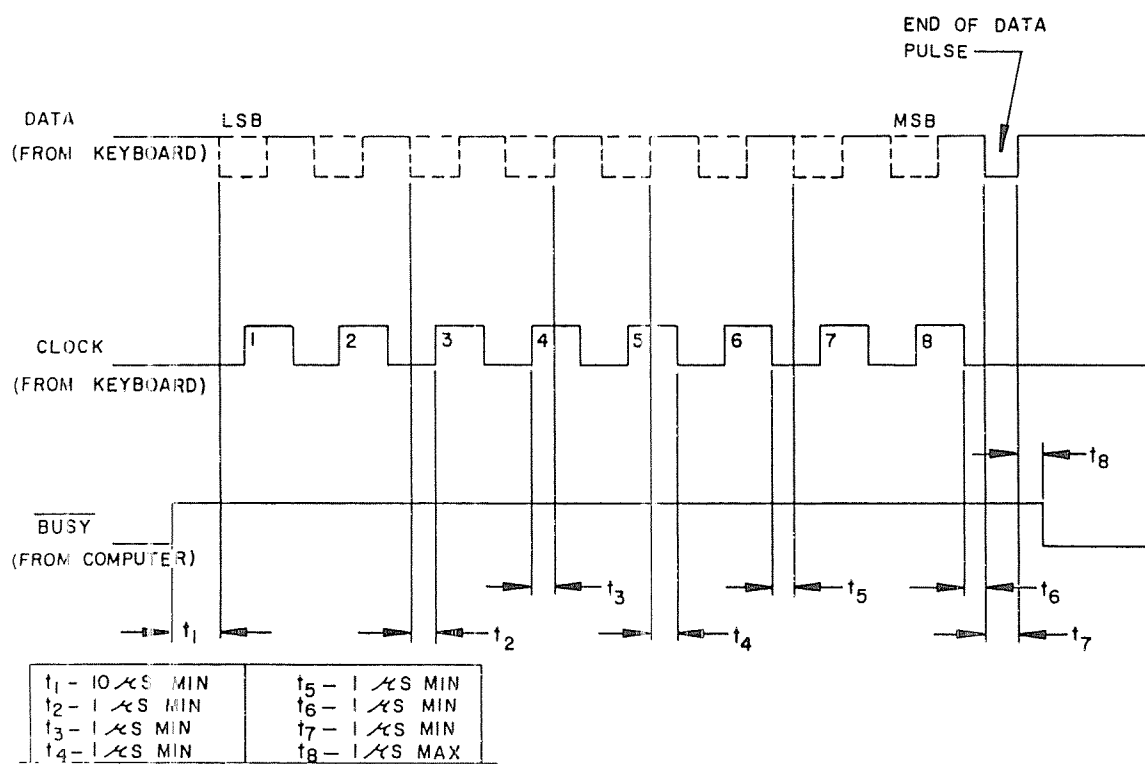 END OF DATA
PULSE
DATA
(FROM KEYBOARD)
LSB
MSB
CLOCK
(FROM KEYBOARD)
1
2
3
4
5
6
7
8
t8
BUSY
(FROM COMPUTER)
t3
t5
t6
t1
t2
t4
t7
t1 – 10 μS MIN
t2 – 1 μS MIN
t3 – 1 μS MIN
t4 – 1 μS MIN
t5 – 1 μS MIN
t6 – 1 μS MIN
t7 – 1 μS MIN
t8 – 1 μS MAX